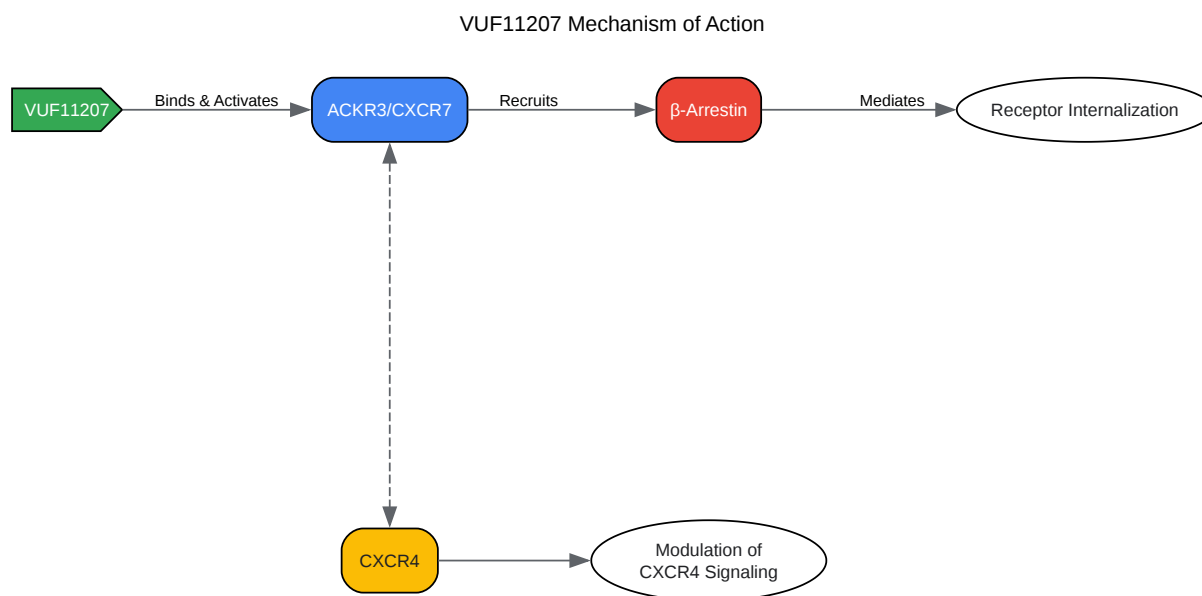 VUF11207 Mechanism of Action
VUF11207
Binds & Activates
ACKR3/CXCR7
Recruits
β-Arrestin
Mediates
Receptor Internalization
CXCR4
Modulation of
CXCR4 Signaling